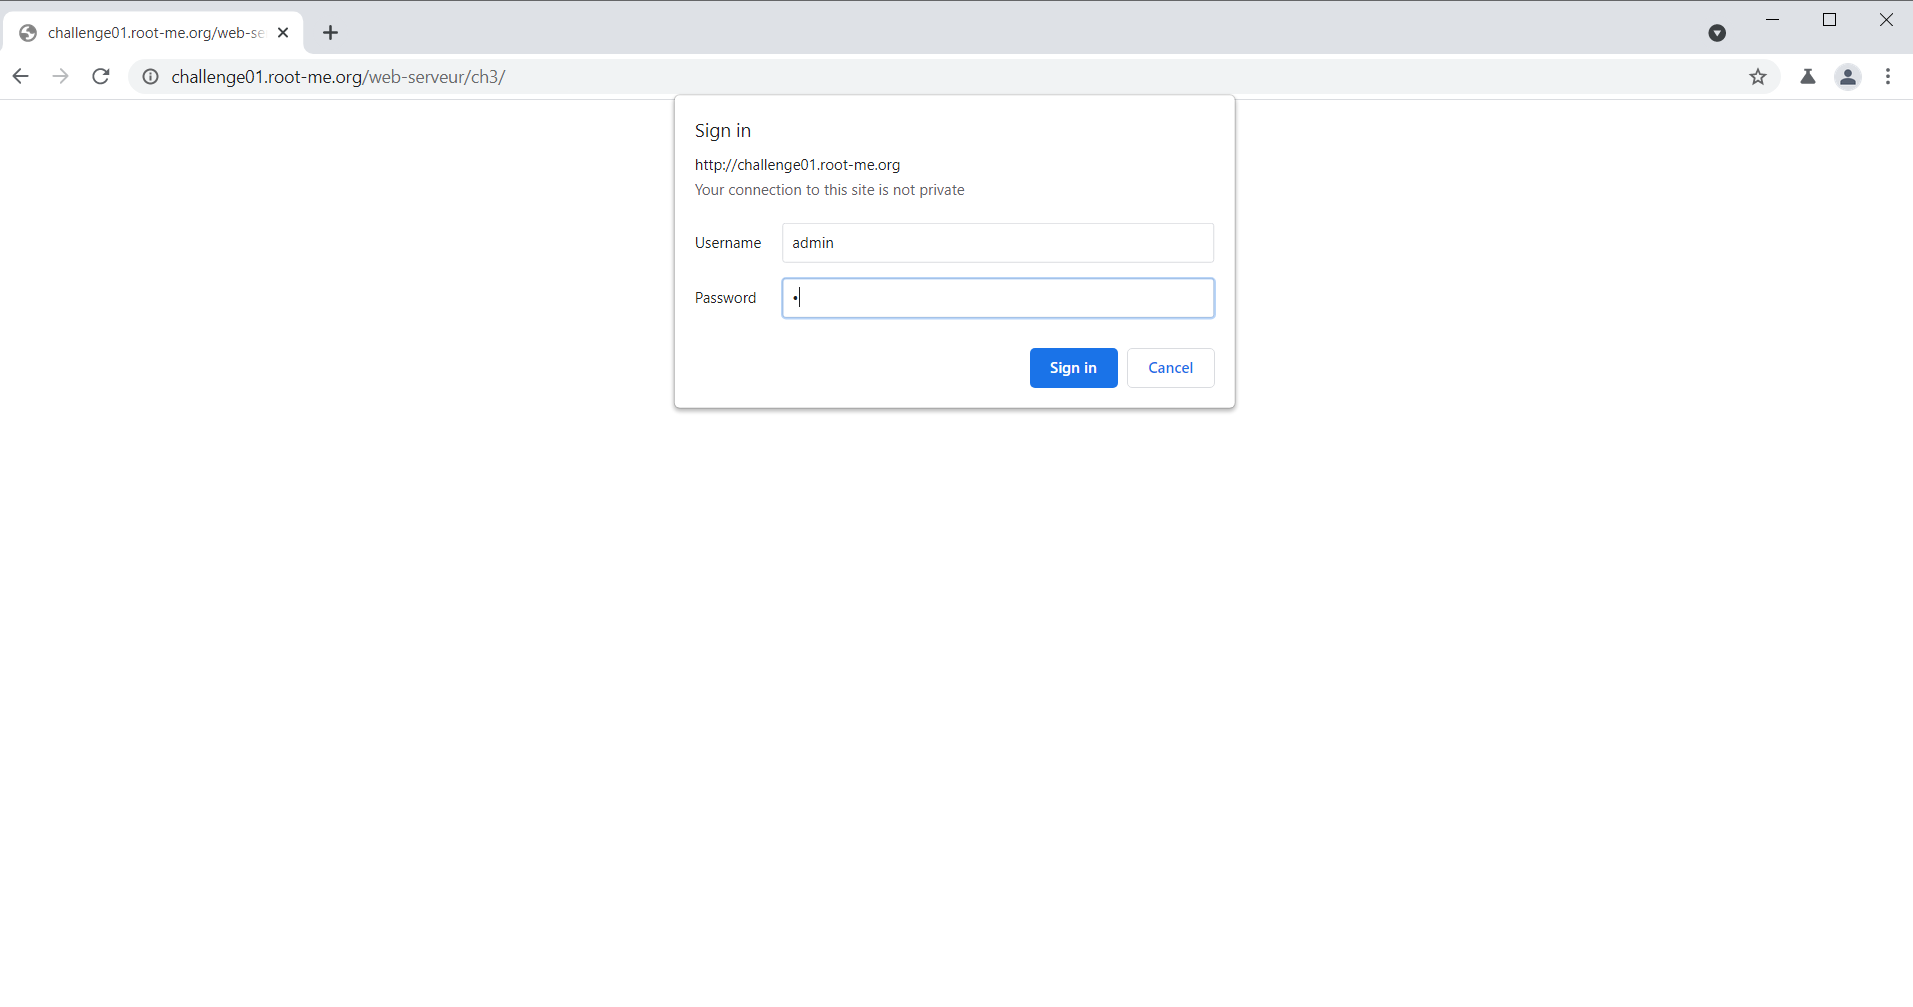 challenge01.root-me.org/web-se
challenge01.root-me.org/web-serveur/ch3/
Sign in
http://challenge01.root-me.org
Your connection to this site is not private
Username admin
Password •
Sign in Cancel